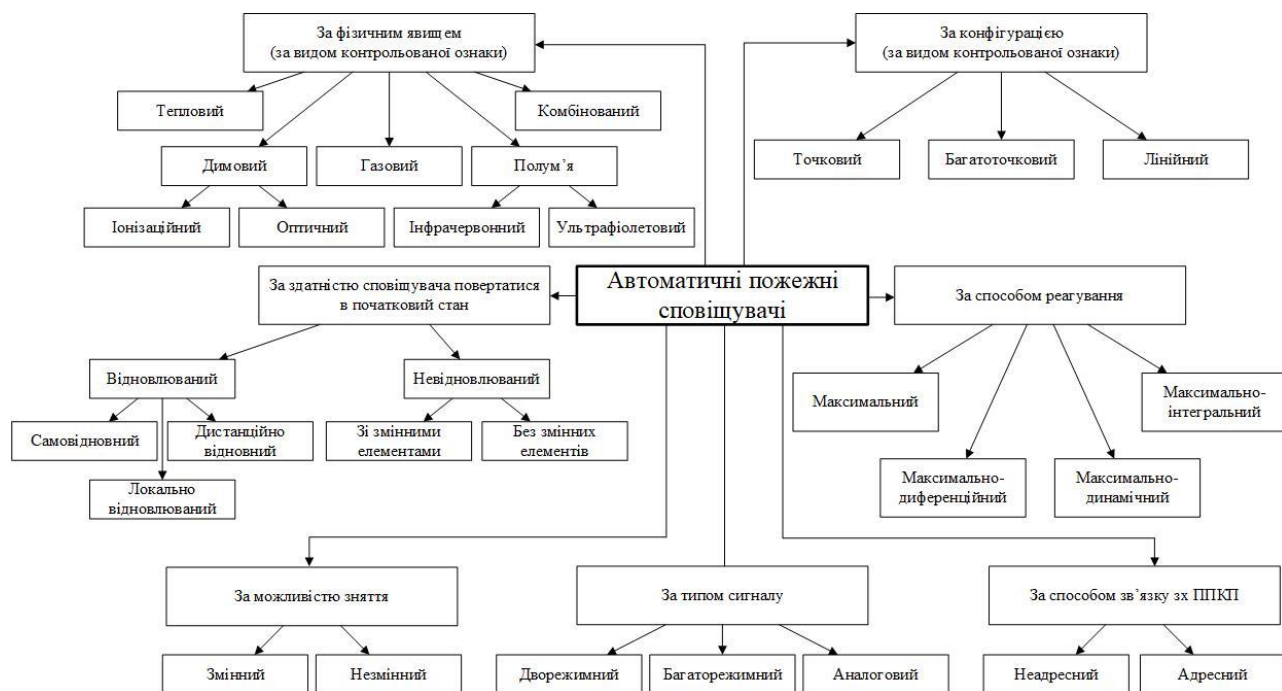 За фізичним явищем
(за видом контрольованої ознаки)
За конфігурацією
(за видом контрольованої ознаки)
Тепловий
Комбінований
Димовий
Газовий
Полум’я
Точковий
Багатоточковий
Лінійний
Іонізаційний
Оптичний
Інфрачервонний
Ультрафіолетовий
Автоматичні пожежні
сповіщувачі
За здатністю сповіщувача повертатися
в початковий стан
За способом реагування
Відновлюваний
Невідновлюваний
Максимальний
Максимально-
інтегральний
Самовідновний
Дистанційно
відновний
Зі змінними
елементами
Без змінних
елементів
Локально
відновлюваний
Максимально-
диференційний
Максимально-
динамічний
За можливістю зняття
За типом сигналу
За способом зв’язку зх ППКП
Змінний
Незмінний
Дворежимний
Багаторежимний
Аналоговий
Неадресний
Адресний